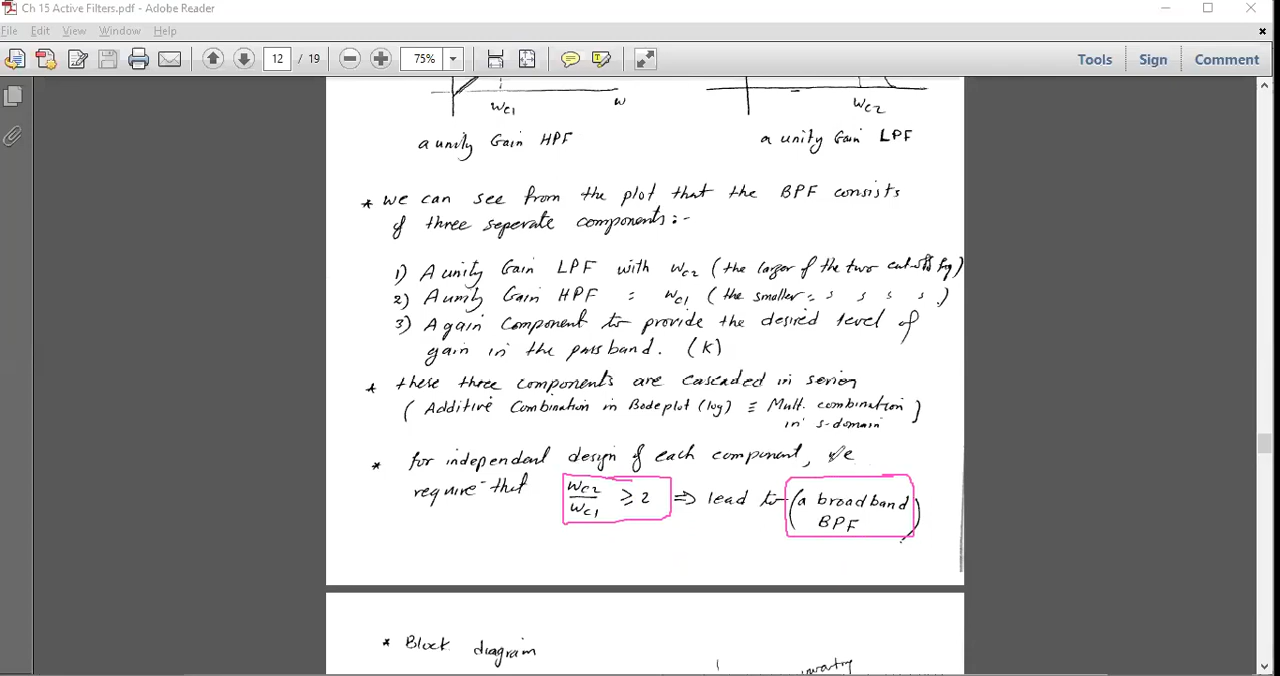 Ch 15 Active Filters.pdf - Adobe Reader
File Edit View Window Help
12 / 19 75% Tools Sign Comment
wc1 w wc2
a unity Gain HPF a unity Gain LPF
* we can see from the plot that the BPF consists
of three seperate components:-
1) A unity Gain LPF with wc2 (the larger of the two cut-offs fq)
2) A unity Gain HPF = wc1 (the smaller = s s s s .)
3) A gain Component to provide the desired level of
gain in the passband. (K)
* these three components are cascaded in series
( Additive Combination in Bodeplot (log) ≡ Mult. combination )
in s-domain
* for independent design of each component, we
require that wc2/wc1 ≥ 2 ⇒ lead to (a broadband
BPF)
* Block diagram